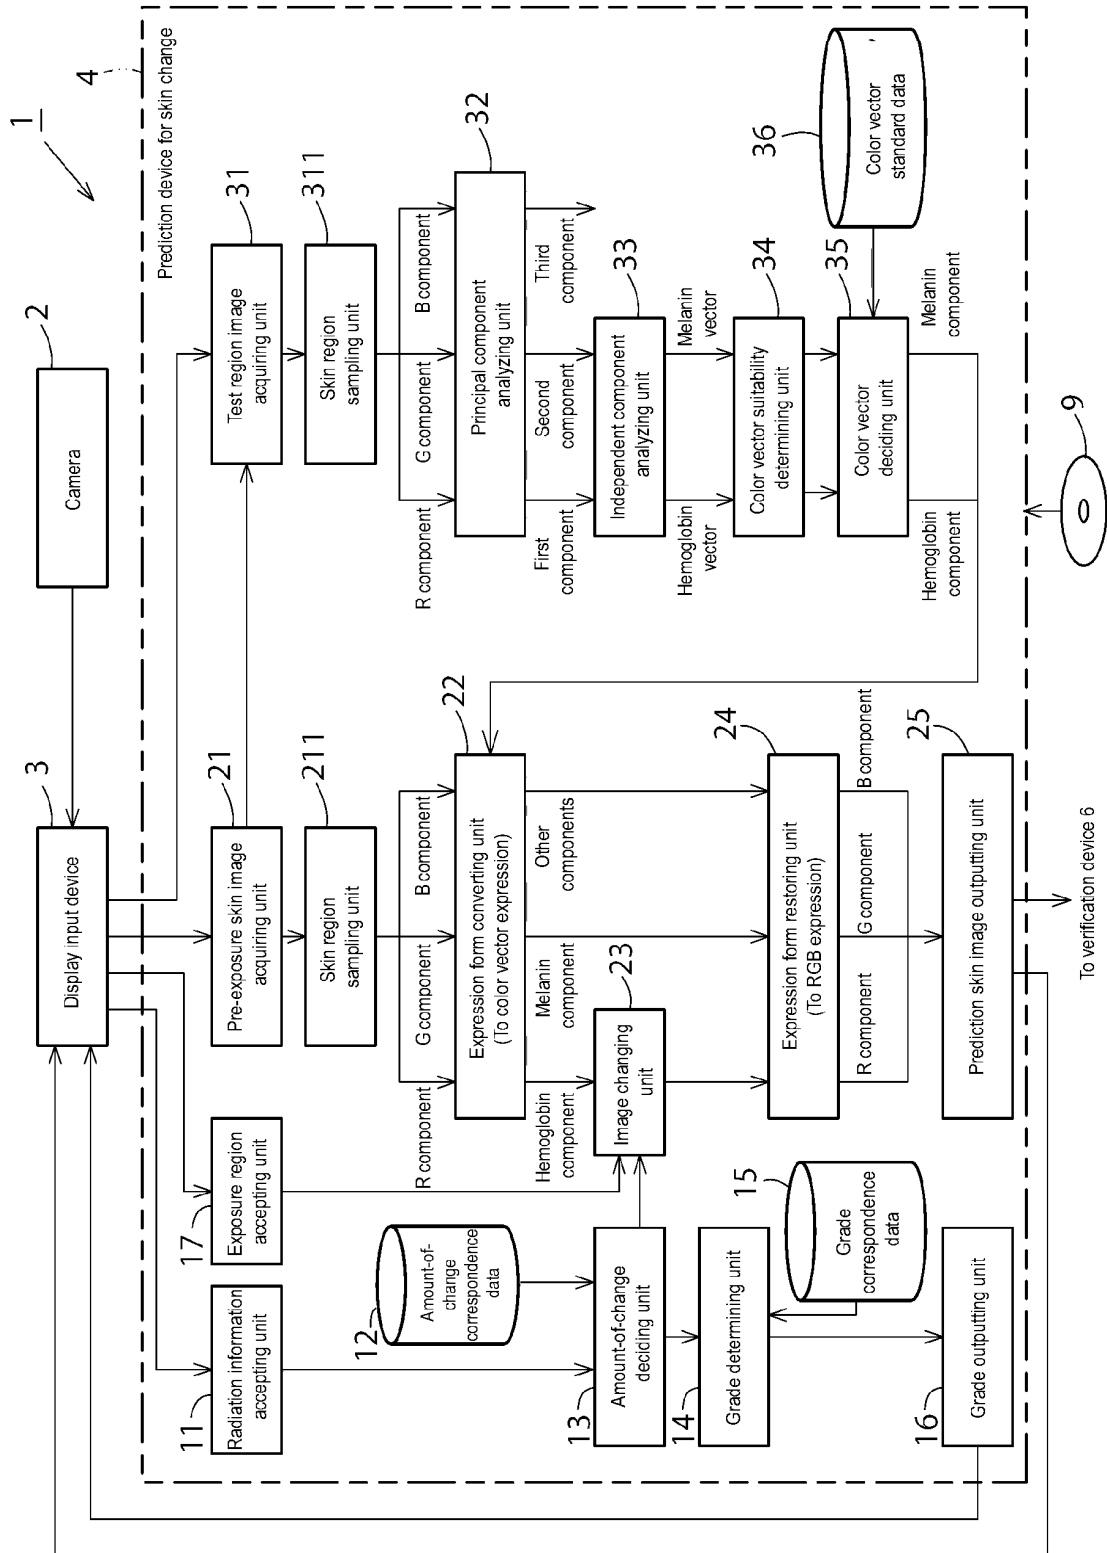 1
2
Camera
3
Display input device
4
Prediction device for skin change
11
Radiation information
accepting unit
17
Exposure region
accepting unit
21
Pre-exposure skin image
acquiring unit
31
Test region image
acquiring unit
211
Skin region
sampling unit
311
Skin region
sampling unit
R component
G component
B component
R component
G component
B component
12
Amount-of-
change
correspondence
data
22
Expression form converting unit
(To color vector expression)
32
Principal component
analyzing unit
Hemoglobin
component
Melanin
component
Other
components
First
component
Second
component
Third
component
13
Amount-of-change
deciding unit
23
Image changing
unit
33
Independent component
analyzing unit
Hemoglobin
vector
Melanin
vector
14
Grade determining unit
15
Grade
correspondence
data
24
Expression form restoring unit
(To RGB expression)
34
Color vector suitability
determining unit
35
Color vector
deciding unit
36
Color vector
standard data
R component
G component
B component
Hemoglobin
component
Melanin
component
16
Grade outputting unit
25
Prediction skin image outputting unit
To verification device 6
9